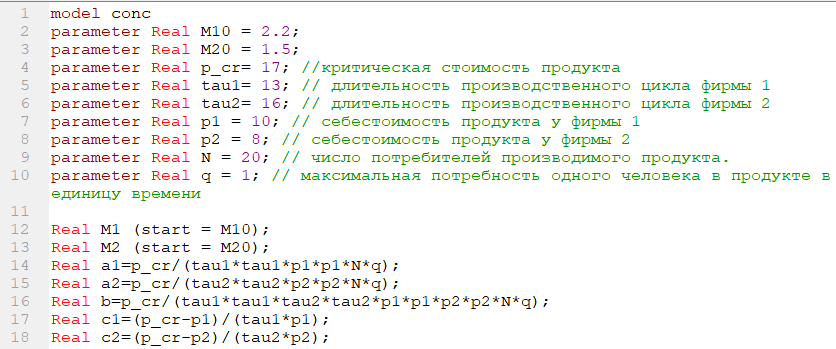 1 model conc
2 parameter Real M10 = 2.2;
3 parameter Real M20 = 1.5;
4 parameter Real p_cr= 17; //критическая стоимость продукта
5 parameter Real tau1= 13; // длительность производственного цикла фирмы 1
6 parameter Real tau2= 16; // длительность производственного цикла фирмы 2
7 parameter Real p1 = 10; // себестоимость продукта у фирмы 1
8 parameter Real p2 = 8; // себестоимость продукта у фирмы 2
9 parameter Real N = 20; // число потребителей производимого продукта.
10 parameter Real q = 1; // максимальная потребность одного человека в продукте в
единицу времени
11
12 Real M1 (start = M10);
13 Real M2 (start = M20);
14 Real a1=p_cr/(tau1*tau1*p1*p1*N*q);
15 Real a2=p_cr/(tau2*tau2*p2*p2*N*q);
16 Real b=p_cr/(tau1*tau1*tau2*tau2*p1*p1*p2*p2*N*q);
17 Real c1=(p_cr-p1)/(tau1*p1);
18 Real c2=(p_cr-p2)/(tau2*p2);